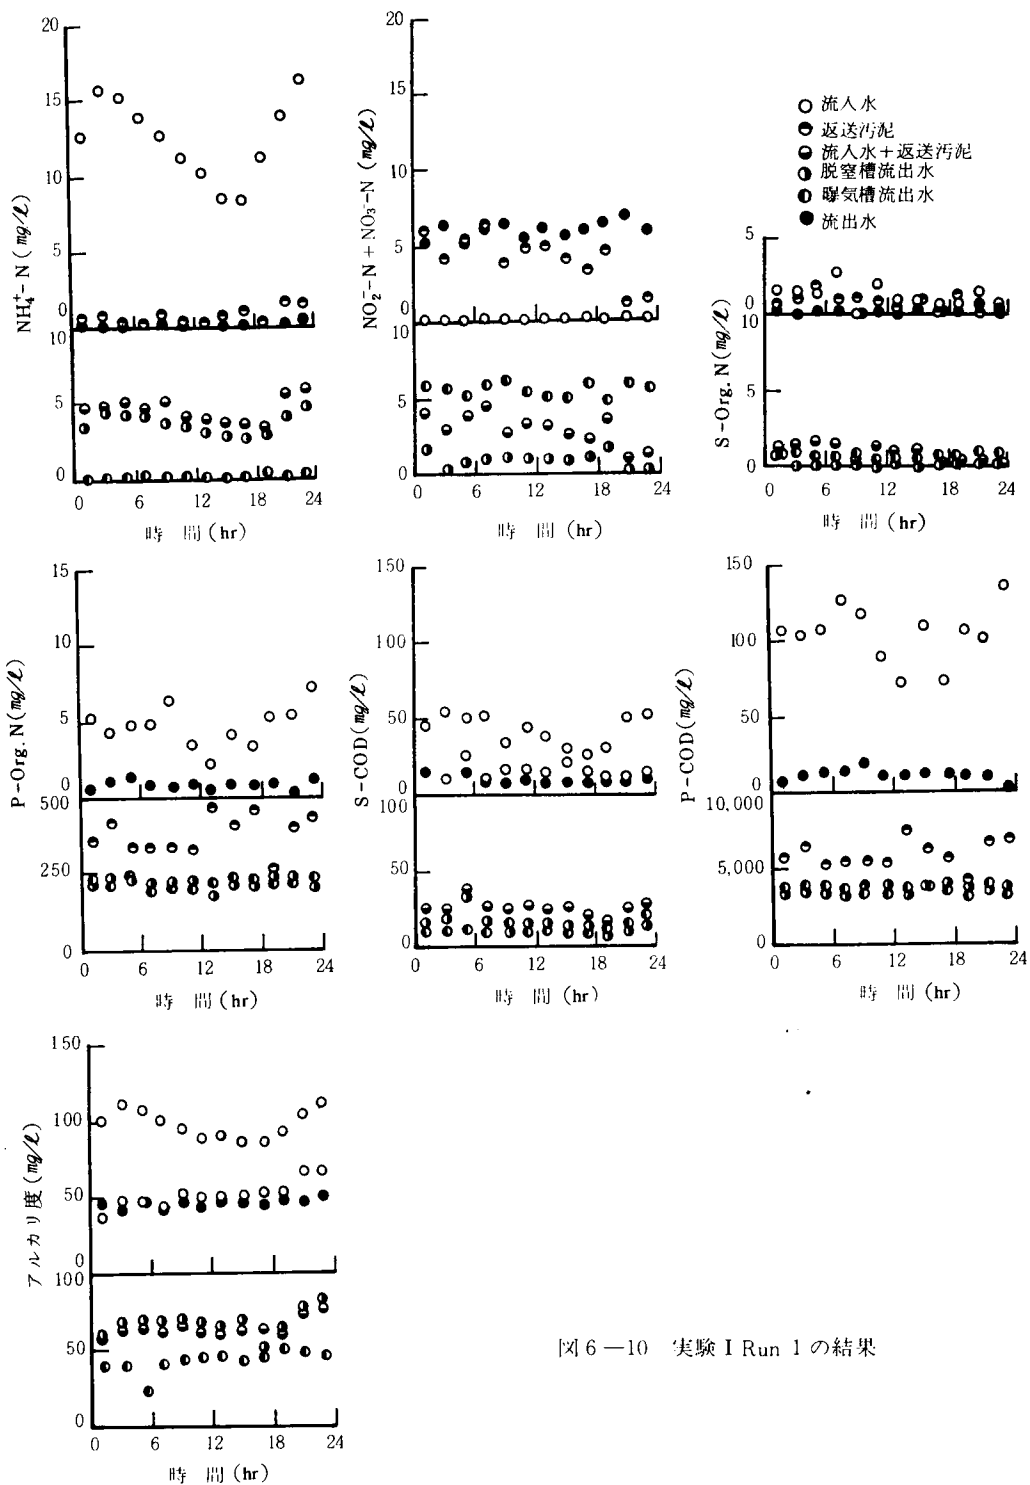 20
15
10
5
0
10
5
0
NH₄⁺-N (mg/ℓ)
0 6 12 18 24
時 間 (hr)
20
15
10
5
0
10
5
0
NO₂⁻-N + NO₃⁻-N (mg/ℓ)
0 6 12 18 24
時 間 (hr)
流入水
返送汚泥
流入水+返送汚泥
脱窒槽流出水
曝気槽流出水
流出水
5
0
10
5
0
S-Org.N (mg/ℓ)
0 6 12 18 24
時 間 (hr)
15
10
5
0
500
250
0
P-Org.N (mg/ℓ)
0 6 12 18 24
時 間 (hr)
150
100
50
0
100
50
0
S-COD (mg/ℓ)
0 6 12 18 24
時 間 (hr)
150
100
50
0
10,000
5,000
0
P-COD (mg/ℓ)
0 6 12 18 24
時 間 (hr)
150
100
50
0
100
50
0
アルカリ度 (mg/ℓ)
0 6 12 18 24
時 間 (hr)
図6-10 実験I Run 1の結果